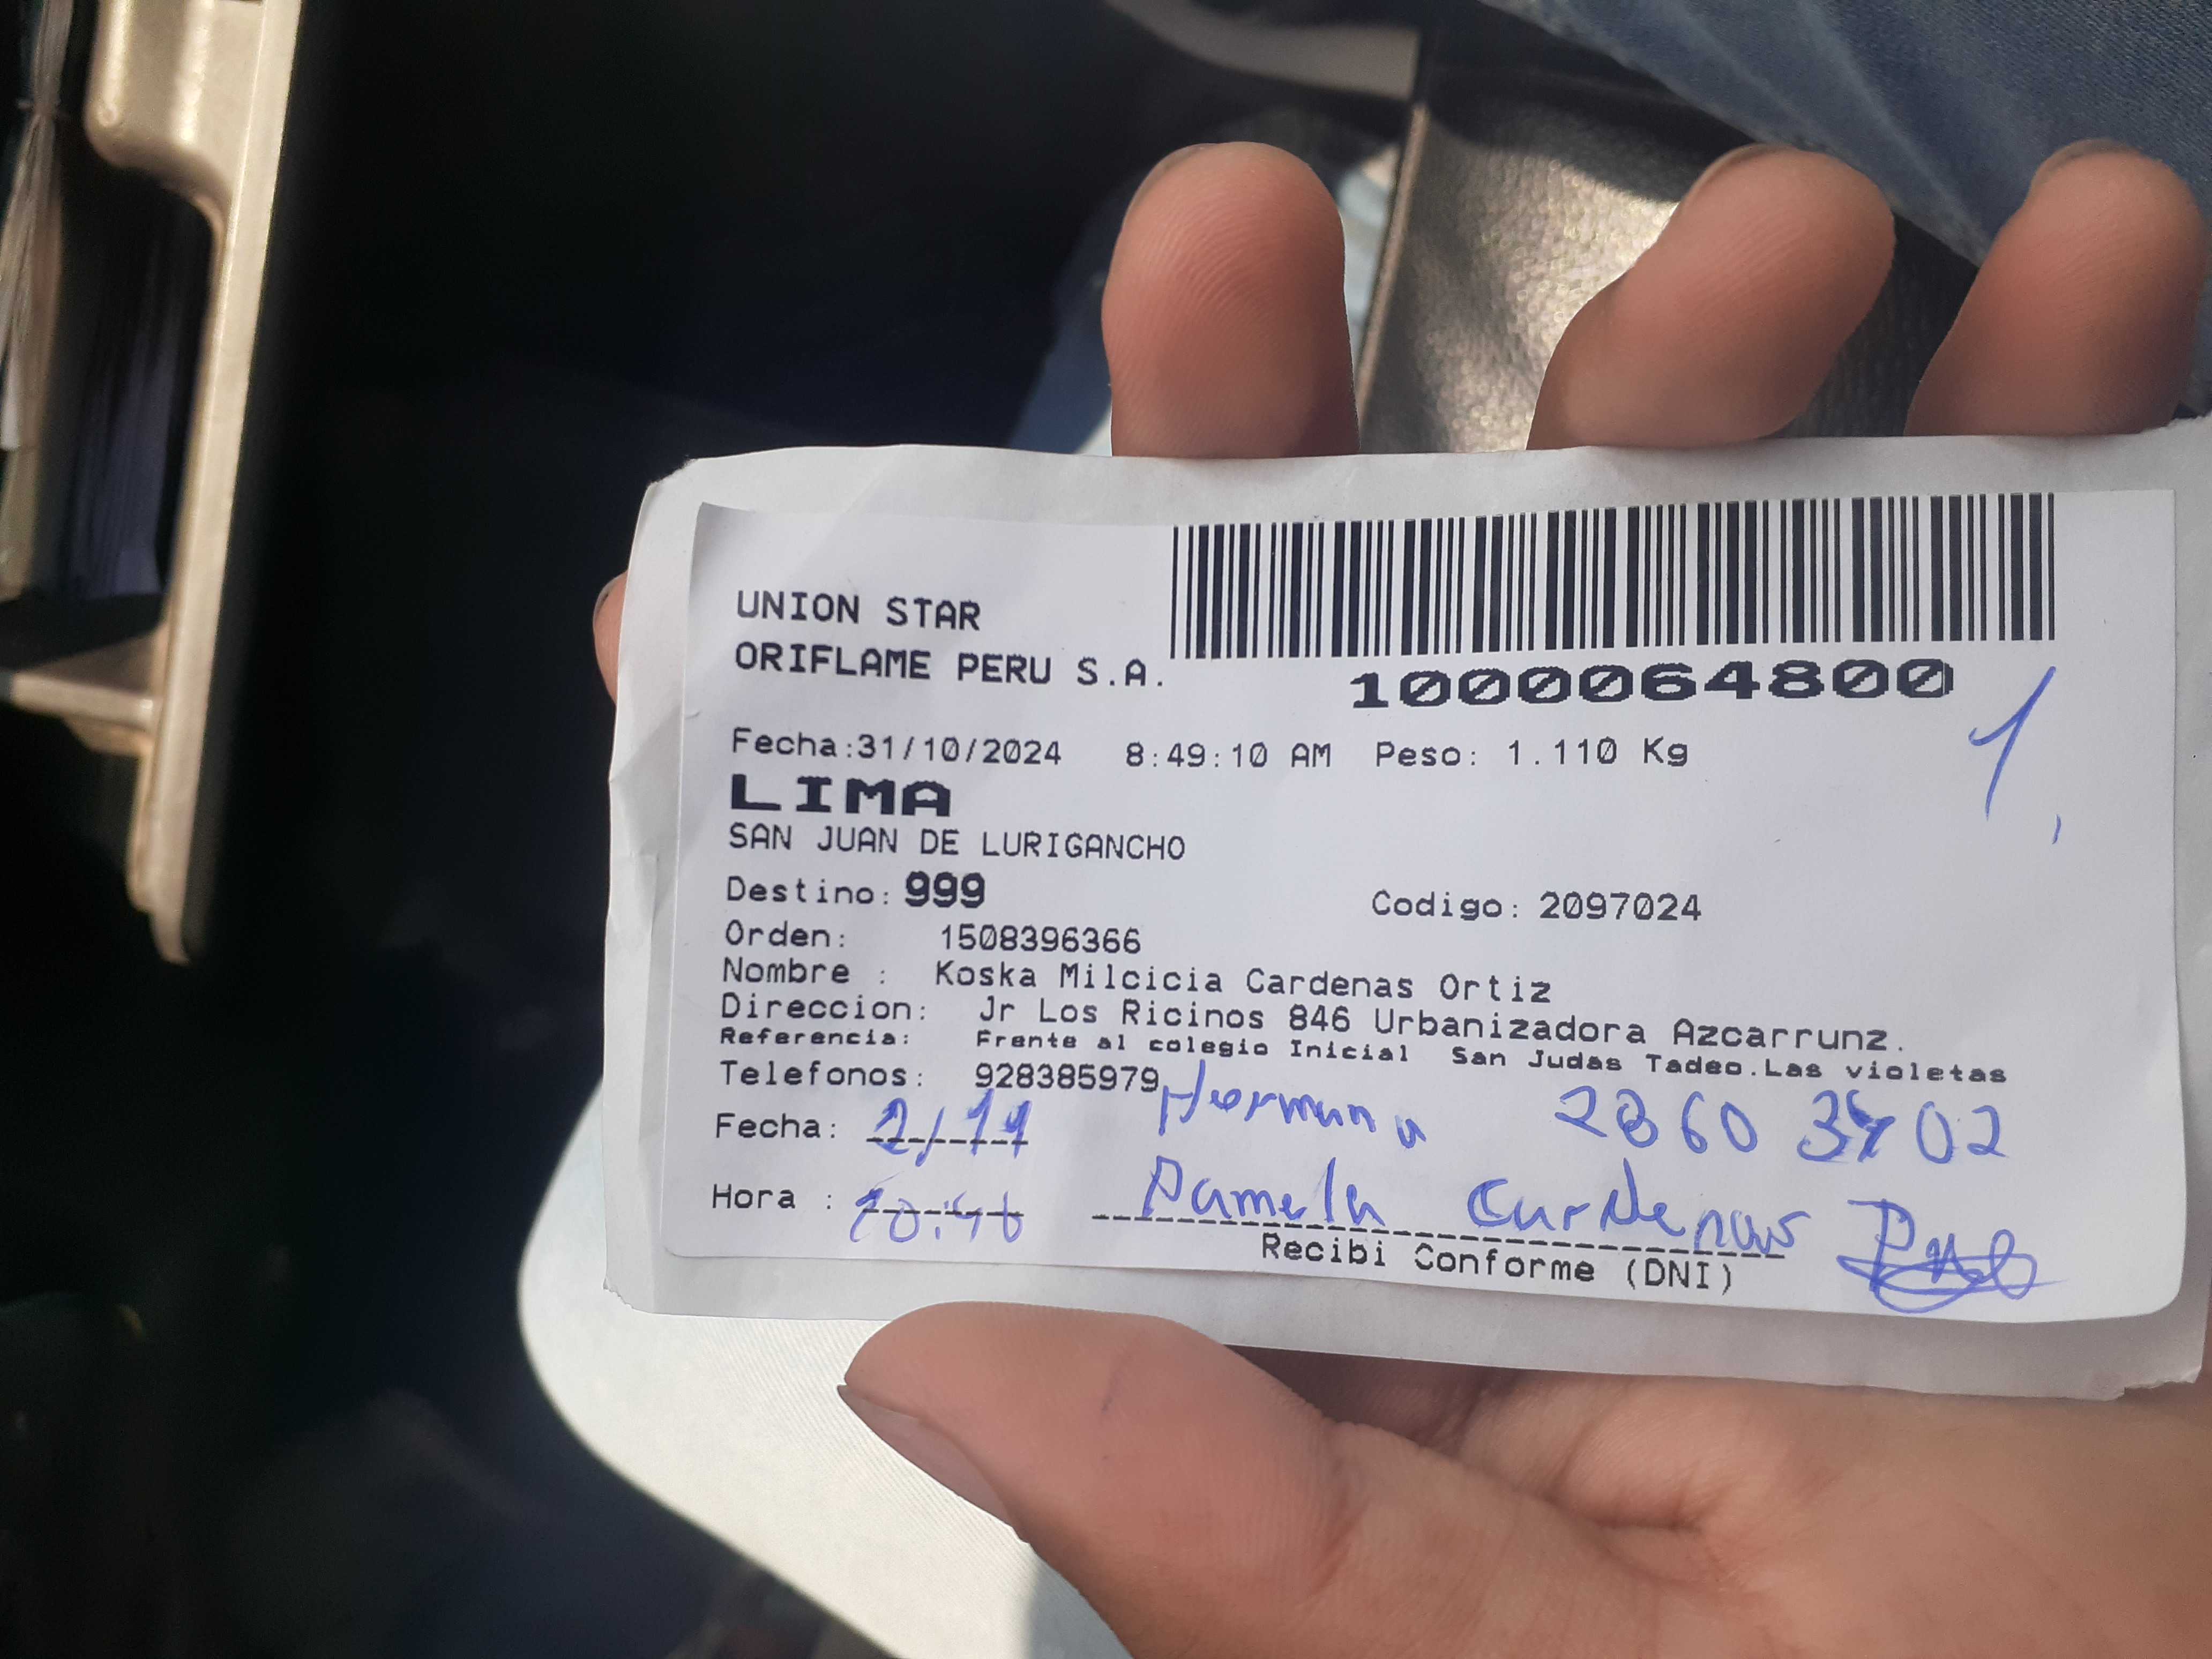 UNION STAR
ORIFLAME PERU S.A.
1000064800
1,
Fecha:31/10/2024 8:49:10 AM Peso: 1.110 Kg
LIMA
SAN JUAN DE LURIGANCHO
Destino: 999 Codigo: 2097024
Orden: 1508396366
Nombre : Koska Milcicia Cardenas Ortiz
Direccion: Jr Los Ricinos 846 Urbanizadora Azcarrunz.
Referencia: Frente al colegio Inicial San Judas Tadeo.Las violetas
Telefonos: 928385979
Fecha: 2/11 Hermana
Hora : Pamela Cardenas
Recibi Conforme (DNI)